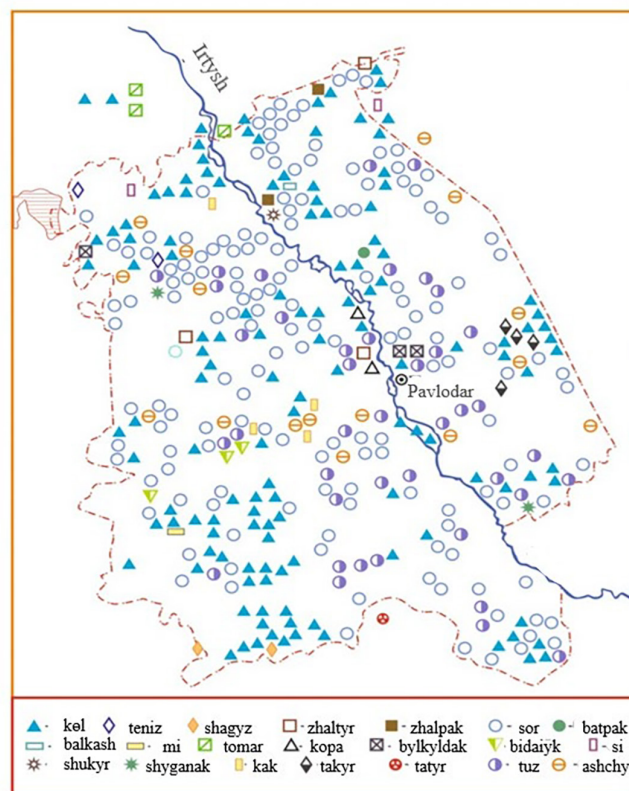 Irtysh
Pavlodar
- kөl - teniz - shagyz - zhaltyr - zhalpak - sor - batpak
- balkash - mi - tomar - kopa - bylkyldak - bidaiỹk - si
- shukyr - shyganak - kak - takyr - tatyr - tuz - ashchy